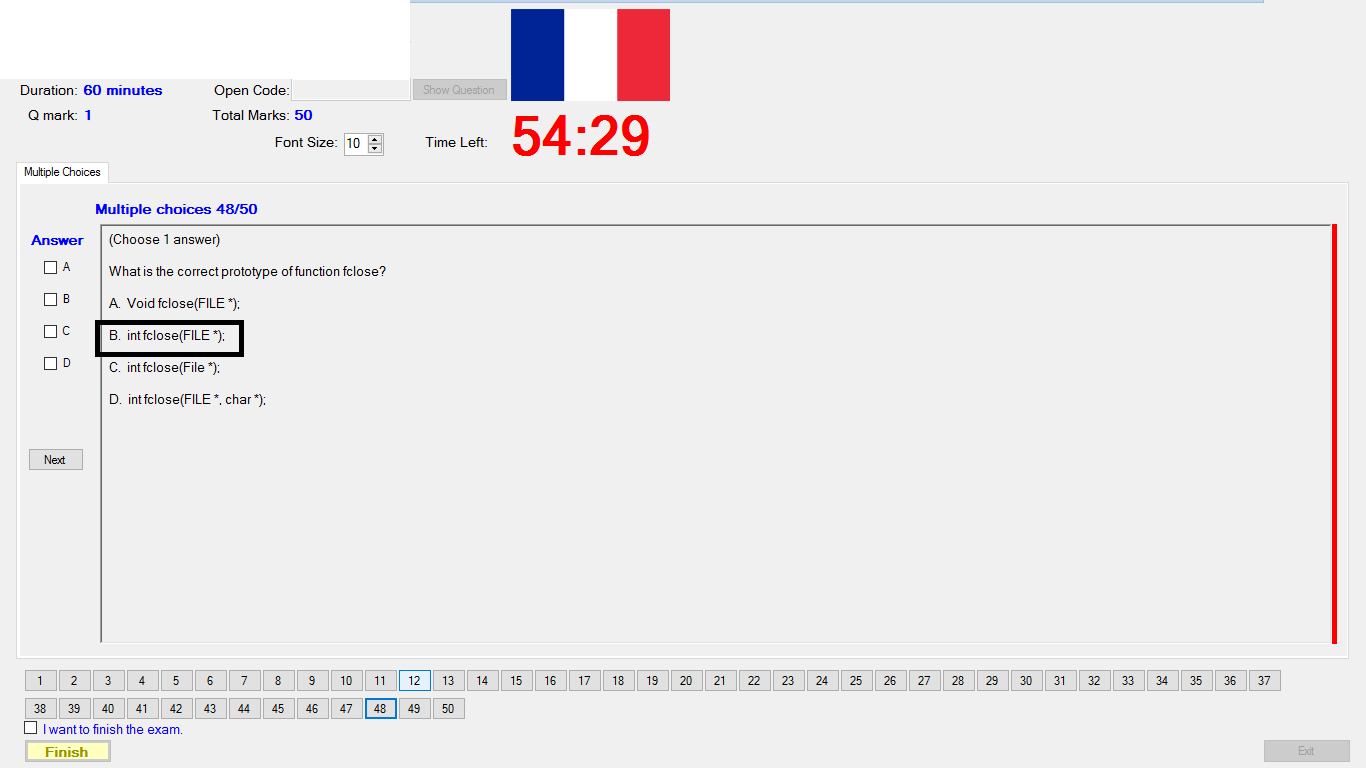 Duration: 60 minutes
Open Code:
Show Question
Q mark: 1
Total Marks: 50
Font Size: 10
Time Left: 54:29
Multiple Choices
Multiple choices 48/50
Answer
(Choose 1 answer)
A
What is the correct prototype of function fclose?
B
A. Void fclose(FILE *);
C
B. int fclose(FILE *);
D
C. int fclose(File *);
D. int fclose(FILE *, char *);
Next
1 2 3 4 5 6 7 8 9 10 11 12 13 14 15 16 17 18 19 20 21 22 23 24 25 26 27 28 29 30 31 32 33 34 35 36 37
38 39 40 41 42 43 44 45 46 47 48 49 50
I want to finish the exam.
Finish
Exit